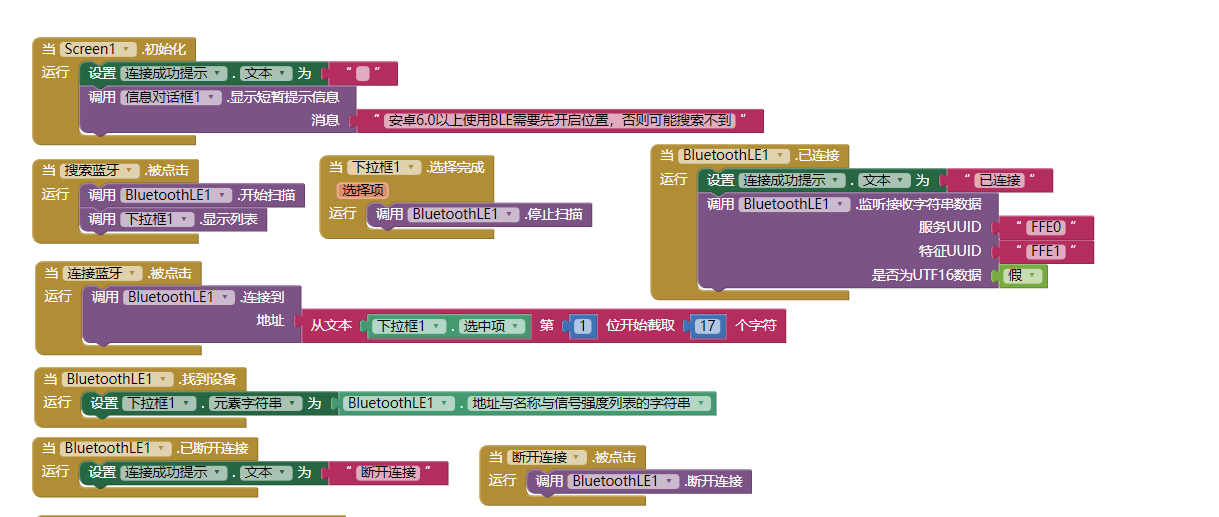 当 Screen1 .初始化
运行 设置 连接成功提示 . 文本 为 “ ”
调用 信息对话框1 .显示短暂提示信息
消息 “ 安卓6.0以上使用BLE需要先开启位置，否则可能搜索不到 ”
当 搜索蓝牙 .被点击
运行 调用 BluetoothLE1 .开始扫描
调用 下拉框1 .显示列表
当 下拉框1 .选择完成
选择项
运行 调用 BluetoothLE1 .停止扫描
当 BluetoothLE1 .已连接
运行 设置 连接成功提示 . 文本 为 “ 已连接 ”
调用 BluetoothLE1 .监听接收字符串数据
服务UUID “ FFE0 ”
特征UUID “ FFE1 ”
是否为UTF16数据 假
当 连接蓝牙 .被点击
运行 调用 BluetoothLE1 .连接到
地址 从文本 下拉框1 . 选中项 第 1 位开始截取 17 个字符
当 BluetoothLE1 .找到设备
运行 设置 下拉框1 . 元素字符串 为 BluetoothLE1 . 地址与名称与信号强度列表的字符串
当 BluetoothLE1 .已断开连接
运行 设置 连接成功提示 . 文本 为 “ 断开连接 ”
当 断开连接 .被点击
运行 调用 BluetoothLE1 .断开连接